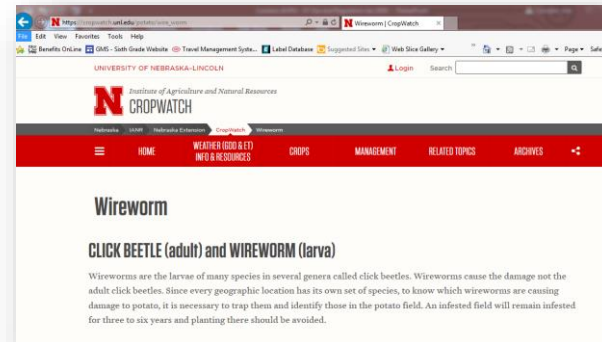 https://cropwatch.unl.edu/potato/wire_worm
Wireworm | CropWatch
File Edit View Favorites Tools Help
Benefits OnLine GMS - Sixth Grade Website Travel Management Syste... Label Database Suggested Sites Web Slice Gallery Page Safe
UNIVERSITY OF NEBRASKA–LINCOLN Login Search
N Institute of Agriculture and Natural Resources
CROPWATCH
Nebraska IANR Nebraska Extension CropWatch Wireworm
HOME WEATHER (GDD & ET) INFO & RESOURCES CROPS MANAGEMENT RELATED TOPICS ARCHIVES
Wireworm
CLICK BEETLE (adult) and WIREWORM (larva)
Wireworms are the larvae of many species in several genera called click beetles. Wireworms cause the damage not the
adult click beetles. Since every geographic location has its own set of species, to know which wireworms are causing
damage to potato, it is necessary to trap them and identify those in the potato field. An infested field will remain infested
for three to six years and planting there should be avoided.